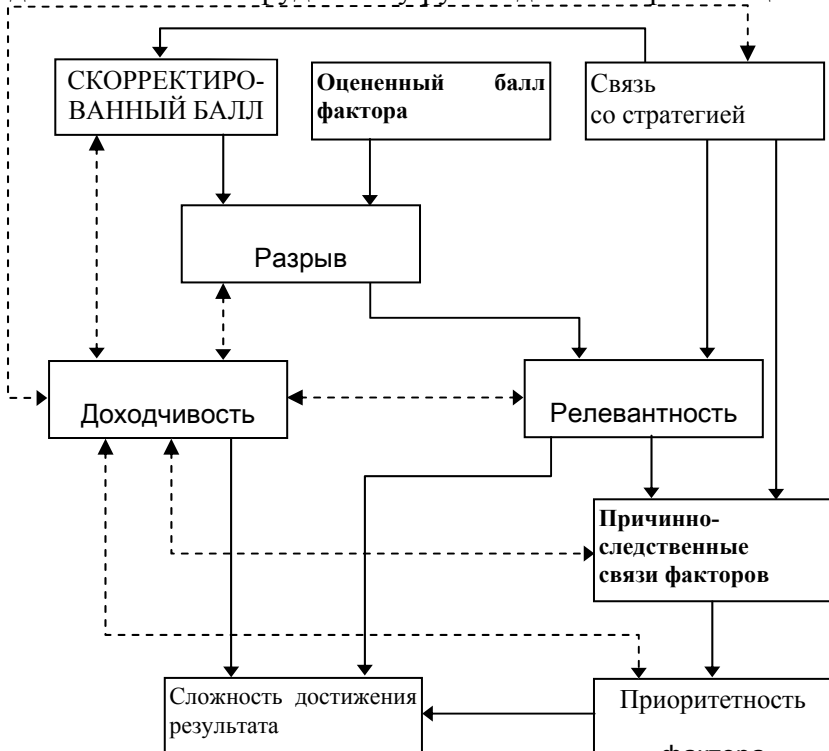 СКОРРЕКТИРО-
ВАННЫЙ БАЛЛ
Оцененный балл
фактора
Связь
со стратегией
Разрыв
Доходчивость
Релевантность
Причинно-
следственные
связи факторов
Сложность достижения
результата
Приоритетность